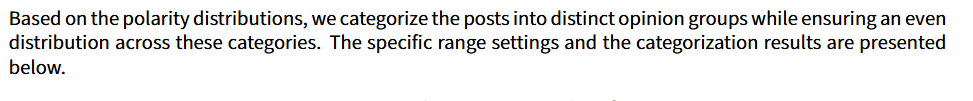 Based on the polarity distributions, we categorize the posts into distinct opinion groups while ensuring an even
distribution across these categories. The specific range settings and the categorization results are presented
below.